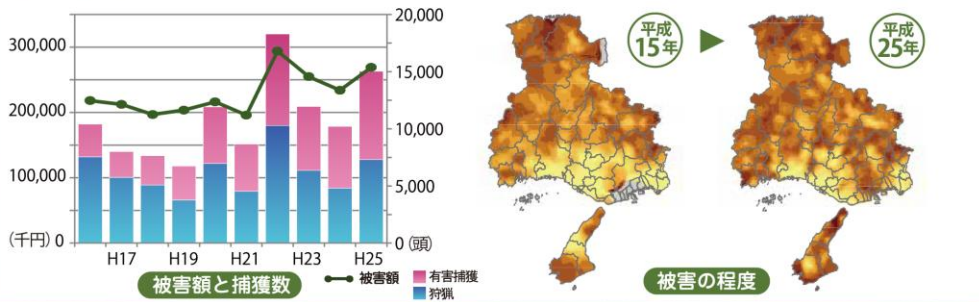 300,000
200,000
100,000
(千円) 0
20,000
15,000
10,000
5,000
0 (頭)
H17 H19 H21 H23 H25
被害額と捕獲数
被害額
有害捕獲
狩猟
平成
15年
平成
25年
被害の程度